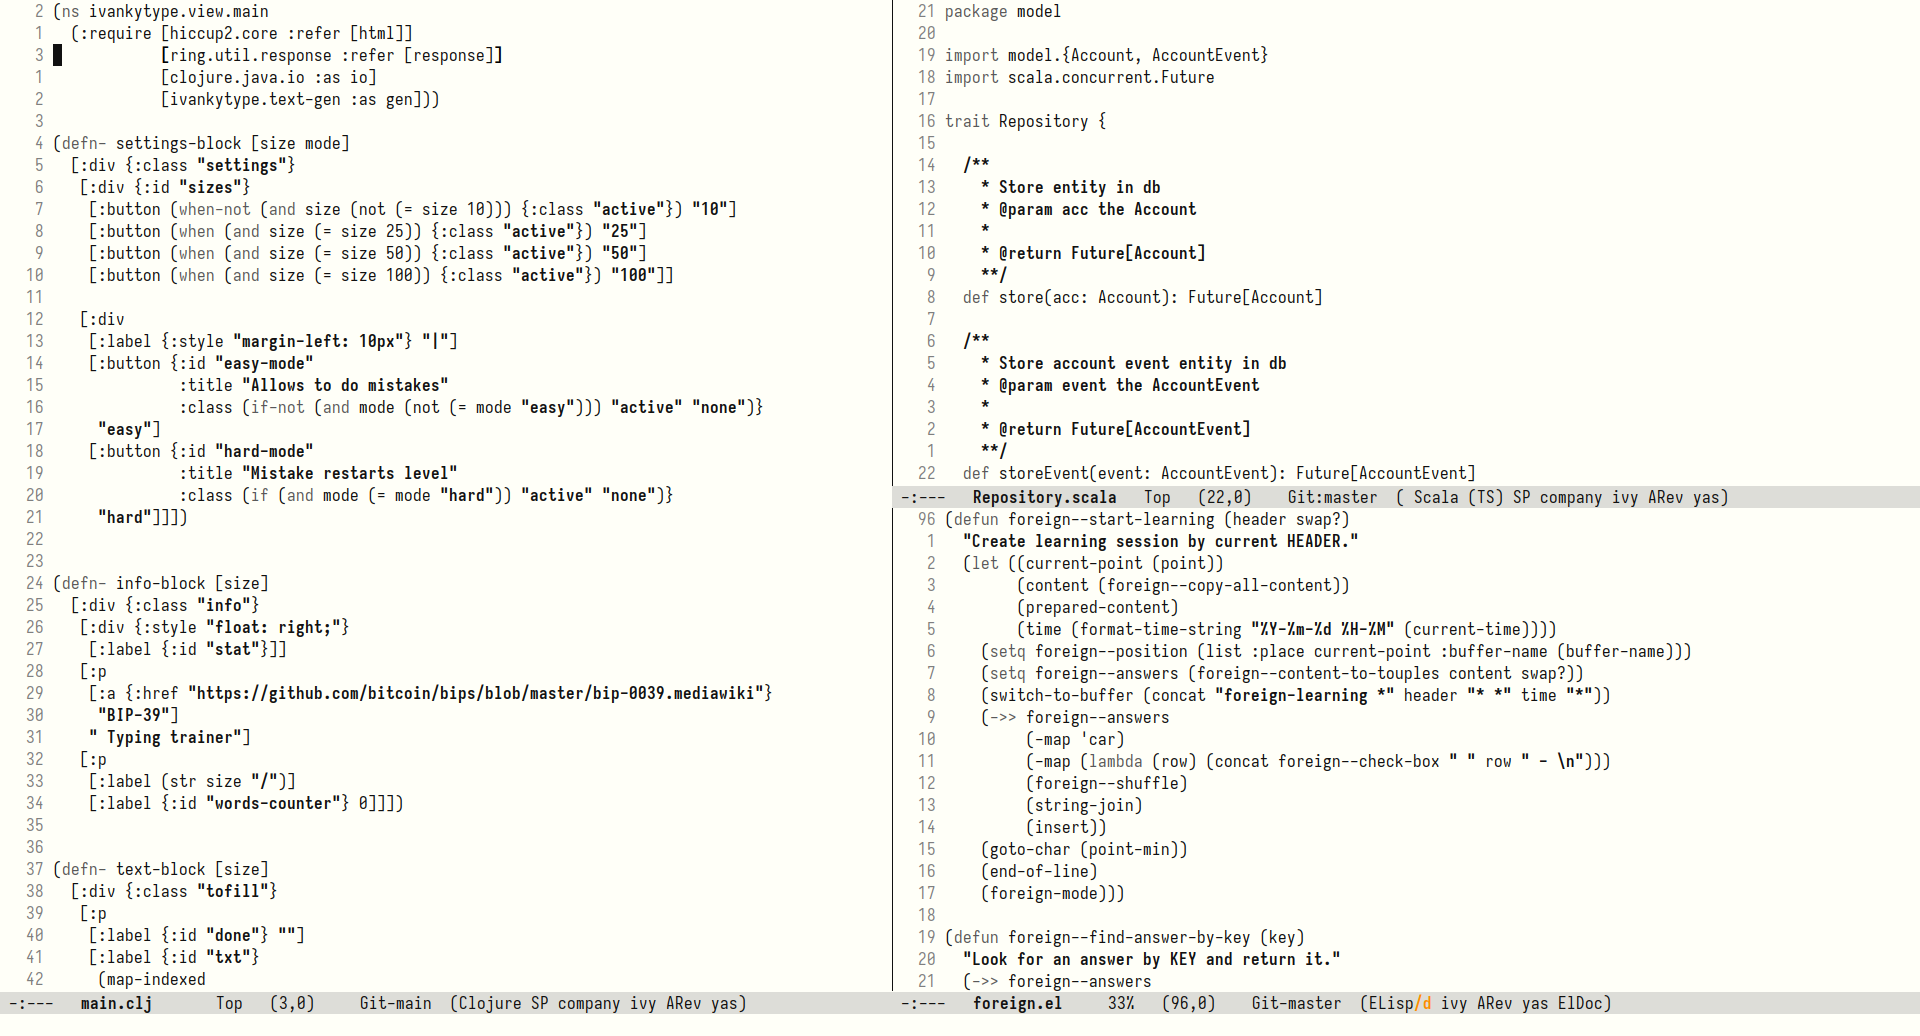 2 (ns ivankytype.view.main
1   (:require [hiccup2.core :refer [html]]
3             [ring.util.response :refer [response]]
1             [clojure.java.io :as io]
2             [ivankytype.text-gen :as gen]))
3
4 (defn- settings-block [size mode]
5   [:div {:class "settings"}
6    [:div {:id "sizes"}
7     [:button (when-not (and size (not (= size 10))) {:class "active"}) "10"]
8     [:button (when (and size (= size 25)) {:class "active"}) "25"]
9     [:button (when (and size (= size 50)) {:class "active"}) "50"]
10     [:button (when (and size (= size 100)) {:class "active"}) "100"]]
11
12    [:div
13     [:label {:style "margin-left: 10px"} "|"]
14     [:button {:id "easy-mode"
15               :title "Allows to do mistakes"
16               :class (if-not (and mode (not (= mode "easy"))) "active" "none")}
17      "easy"]
18     [:button {:id "hard-mode"
19               :title "Mistake restarts level"
20               :class (if (and mode (= mode "hard")) "active" "none")}
21      "hard"]]])
22
23
24 (defn- info-block [size]
25   [:div {:class "info"}
26    [:div {:style "float: right;"}
27     [:label {:id "stat"}]]
28    [:p
29     [:a {:href "https://github.com/bitcoin/bips/blob/master/bip-0039.mediawiki"}
30      "BIP-39"]
31     " Typing trainer"]
32    [:p
33     [:label (str size "/")]
34     [:label {:id "words-counter"} 0]]])
35
36
37 (defn- text-block [size]
38   [:div {:class "tofill"}
39    [:p
40     [:label {:id "done"} ""]
41     [:label {:id "txt"}
42      (map-indexed
-:---   main.clj       Top   (3,0)     Git-main  (Clojure SP company ivy ARev yas)
21 package model
20
19 import model.{Account, AccountEvent}
18 import scala.concurrent.Future
17
16 trait Repository {
15
14   /**
13     * Store entity in db
12     * @param acc the Account
11     *
10     * @return Future[Account]
9     **/
8   def store(acc: Account): Future[Account]
7
6   /**
5     * Store account event entity in db
4     * @param event the AccountEvent
3     *
2     * @return Future[AccountEvent]
1     **/
22   def storeEvent(event: AccountEvent): Future[AccountEvent]
-:---   Repository.scala   Top   (22,0)    Git:master  ( Scala (TS) SP company ivy ARev yas)
96 (defun foreign--start-learning (header swap?)
1   "Create learning session by current HEADER."
2   (let ((current-point (point))
3         (content (foreign--copy-all-content))
4         (prepared-content)
5         (time (format-time-string "%Y-%m-%d %H-%M" (current-time))))
6     (setq foreign--position (list :place current-point :buffer-name (buffer-name)))
7     (setq foreign--answers (foreign--content-to-touples content swap?))
8     (switch-to-buffer (concat "foreign-learning *" header "* *" time "*"))
9     (->> foreign--answers
10          (-map 'car)
11          (-map (lambda (row) (concat foreign--check-box " " row " - \n")))
12          (foreign--shuffle)
13          (string-join)
14          (insert))
15     (goto-char (point-min))
16     (end-of-line)
17     (foreign-mode)))
18
19 (defun foreign--find-answer-by-key (key)
20   "Look for an answer by KEY and return it."
21   (->> foreign--answers
-:---   foreign.el     33%   (96,0)    Git-master  (ELisp/d ivy ARev yas ElDoc)